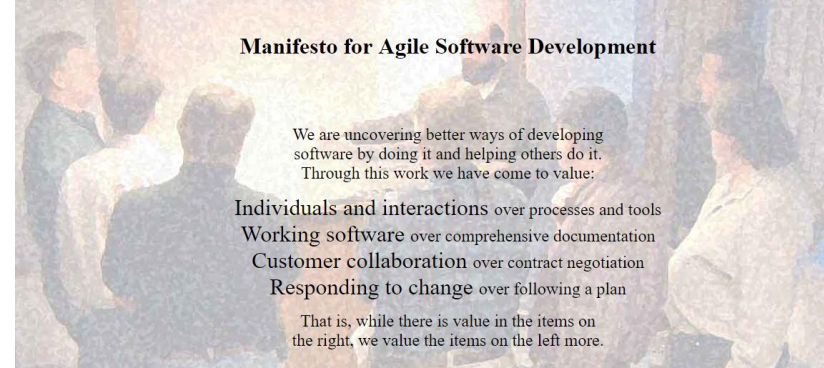 Manifesto for Agile Software Development
We are uncovering better ways of developing
software by doing it and helping others do it.
Through this work we have come to value:
Individuals and interactions over processes and tools
Working software over comprehensive documentation
Customer collaboration over contract negotiation
Responding to change over following a plan
That is, while there is value in the items on
the right, we value the items on the left more.